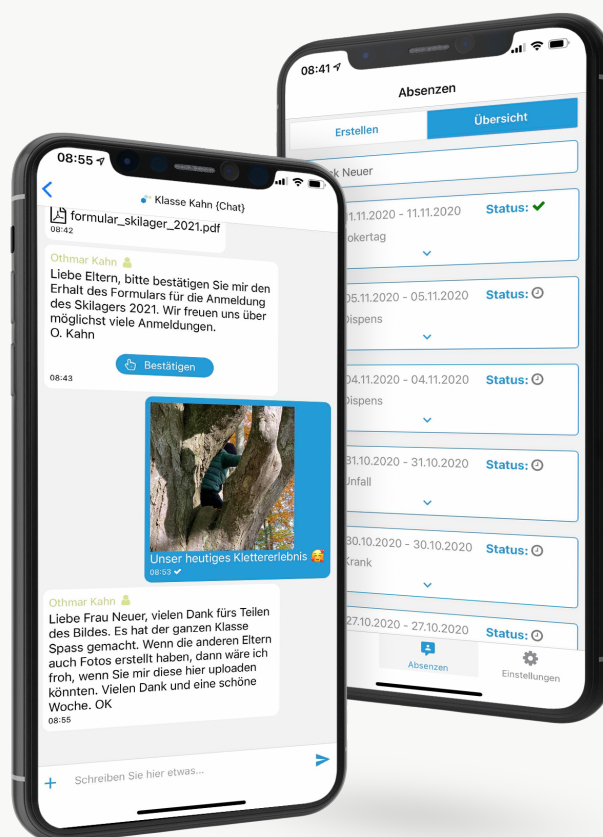 08:55
Klasse Kahn {Chat}
formular_skilager_2021.pdf
08:42
Othmar Kahn
Liebe Eltern, bitte bestätigen Sie mir den
Erhalt des Formulars für die Anmeldung
des Skilagers 2021. Wir freuen uns über
möglichst viele Anmeldungen.
O. Kahn
Bestätigen
08:43
Unser heutiges Klettererlebnis 🥰
08:53
Othmar Kahn
Liebe Frau Neuer, vielen Dank fürs Teilen
des Bildes. Es hat der ganzen Klasse
Spass gemacht. Wenn die anderen Eltern
auch Fotos erstellt haben, dann wäre ich
froh, wenn Sie mir diese hier uploaden
könnten. Vielen Dank und eine schöne
Woche. OK
08:55
Schreiben Sie hier etwas...
08:41
Absenzen
Erstellen
Übersicht
Neuer
11.11.2020 - 11.11.2020
Status:
05.11.2020 - 05.11.2020
Status:
04.11.2020 - 04.11.2020
Status:
31.10.2020 - 31.10.2020
Status:
30.10.2020 - 30.10.2020
Status:
27.10.2020 - 27.10.2020
Status:
Absenzen
Einstellungen